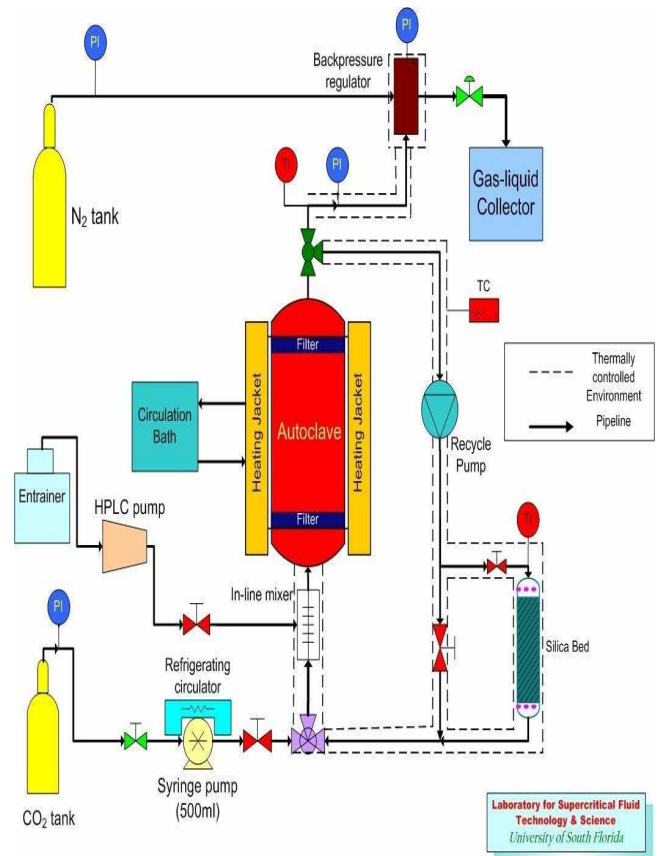 PI
PI
Backpressure
regulator
TI
PI
N2 tank
Gas-liquid
Collector
TC
Filter
Thermally
controlled
Environment
Pipeline
Circulation
Bath
Heating Jacket
Autoclave
Heating Jacket
Recycle
Pump
Entrainer
HPLC pump
Filter
TI
In-line mixer
PI
Silica Bed
Refrigerating
circulator
Syringe pump
(500ml)
CO2 tank
Laboratory for Supercritical Fluid
Technology & Science
University of South Florida